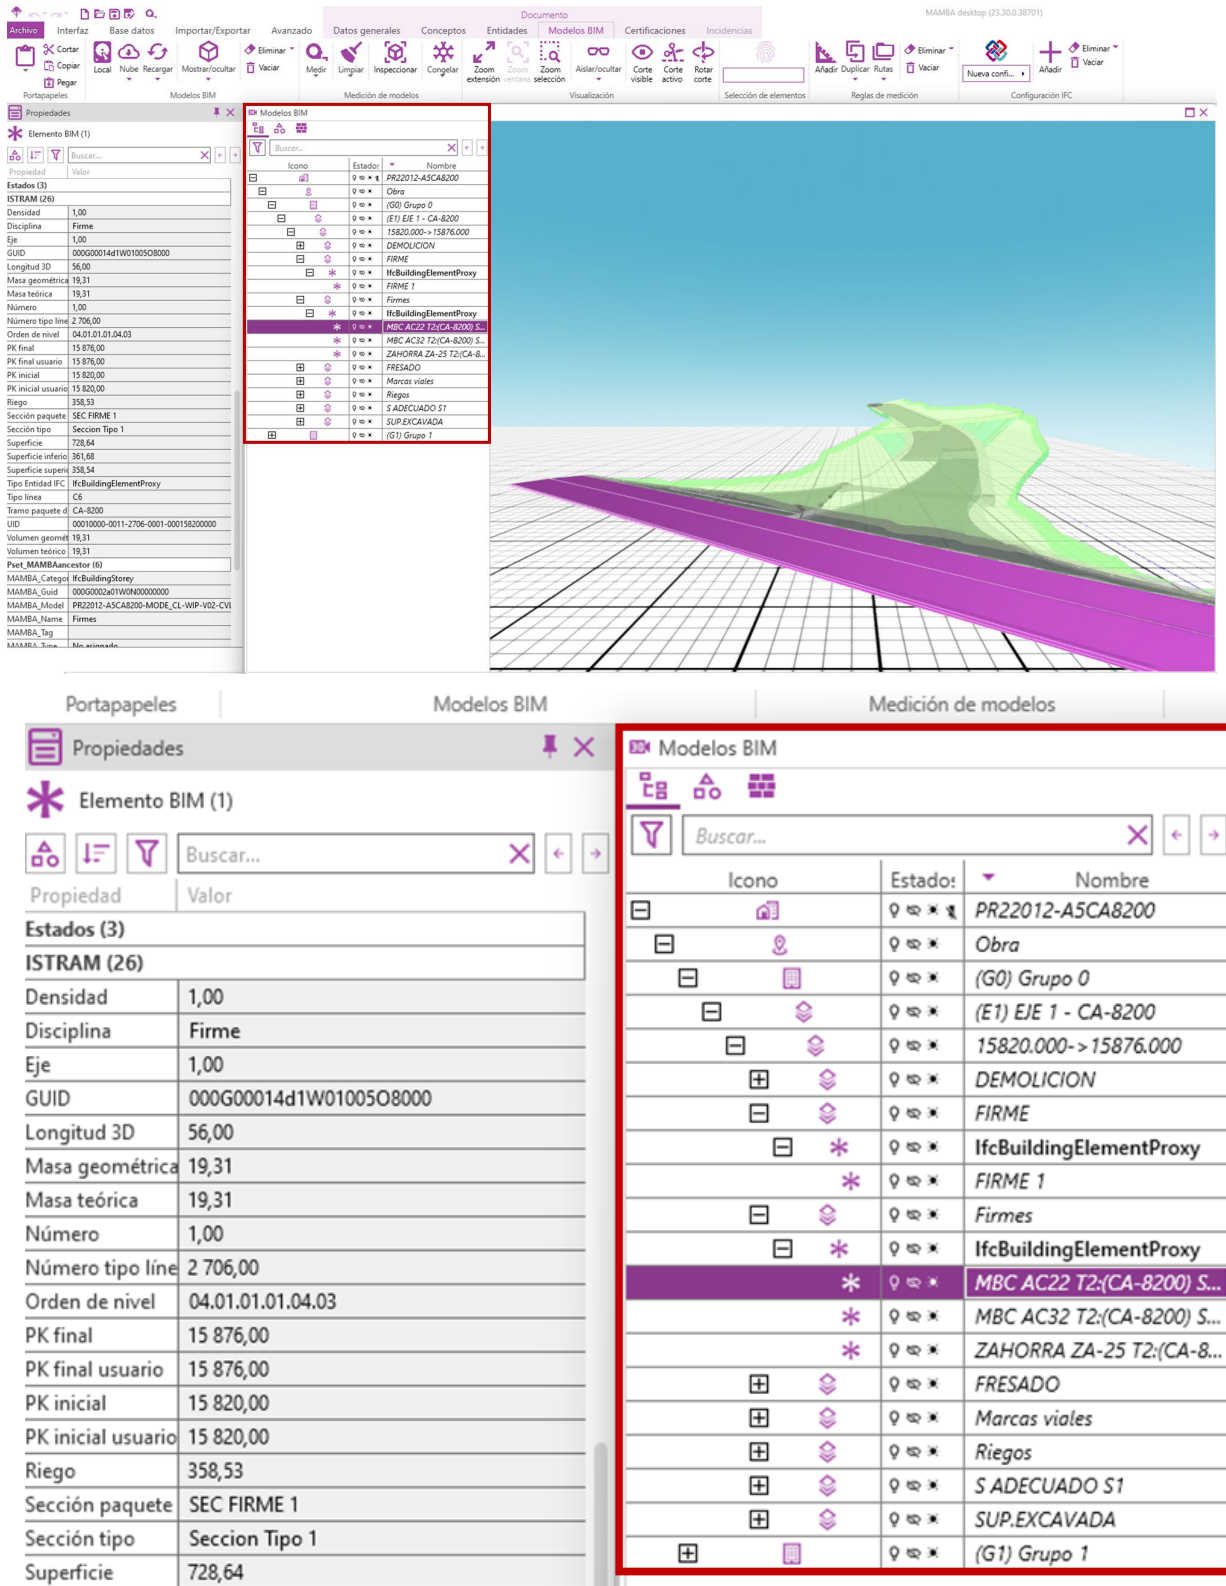 Documento
MAMBA desktop (23.30.0.38701)
Archivo Interfaz Base datos Importar/Exportar Avanzado Datos generales Conceptos Entidades Modelos BIM Certificaciones Incidencias
Cortar
Copiar
Pegar
Local Nube Recargar Mostrar/ocultar
Eliminar
Vaciar
Medir Limpiar Inspeccionar Congelar
Zoom extensión
Zoom ventana
Zoom selección
Aislar/ocultar
Corte visible
Corte activo
Rotar corte
Añadir Duplicar Rutas
Eliminar
Vaciar
Nueva confi...
Añadir
Eliminar
Vaciar
Portapapeles Modelos BIM Medición de modelos Visualización Selección de elementos Reglas de medición Configuración IFC
Propiedades
Elemento BIM (1)
Buscar...
Propiedad Valor
Estados (3)
ISTRAM (26)
Densidad 1,00
Disciplina Firme
Eje 1,00
GUID 000G00014d1W01005O8000
Longitud 3D 56,00
Masa geométrica 19,31
Masa teórica 19,31
Número 1,00
Número tipo líne 2 706,00
Orden de nivel 04.01.01.01.04.03
PK final 15 876,00
PK final usuario 15 876,00
PK inicial 15 820,00
PK inicial usuario 15 820,00
Riego 358,53
Sección paquete SEC FIRME 1
Sección tipo Seccion Tipo 1
Superficie 728,64
Superficie inferio 361,68
Superficie superi 358,54
Tipo Entidad IFC IfcBuildingElementProxy
Tipo línea C6
Tramo paquete d CA-8200
UID 00010000-0011-2706-0001-000158200000
Volumen geomét 19,31
Volumen teórico 19,31
Pset_MAMBAancestor (6)
MAMBA_Categoi IfcBuildingStorey
MAMBA_Guid 000G0002a01W0N00000000
MAMBA_Model PR22012-A5CA8200-MODE_CL-WIP-V02-CVI
MAMBA_Name Firmes
MAMBA_Tag
MAMBA_Type No asignado
Modelos BIM
Buscar...
Icono Estado: Nombre
PR22012-A5CA8200
Obra
(G0) Grupo 0
(E1) EJE 1 - CA-8200
15820.000->15876.000
DEMOLICION
FIRME
IfcBuildingElementProxy
FIRME 1
Firmes
IfcBuildingElementProxy
MBC AC22 T2:(CA-8200) S...
MBC AC32 T2:(CA-8200) S...
ZAHORRA ZA-25 T2:(CA-8...
FRESADO
Marcas viales
Riegos
S ADECUADO S1
SUP.EXCAVADA
(G1) Grupo 1
Portapapeles Modelos BIM Medición de modelos
Propiedades
Elemento BIM (1)
Buscar...
Propiedad Valor
Estados (3)
ISTRAM (26)
Densidad 1,00
Disciplina Firme
Eje 1,00
GUID 000G00014d1W01005O8000
Longitud 3D 56,00
Masa geométrica 19,31
Masa teórica 19,31
Número 1,00
Número tipo líne 2 706,00
Orden de nivel 04.01.01.01.04.03
PK final 15 876,00
PK final usuario 15 876,00
PK inicial 15 820,00
PK inicial usuario 15 820,00
Riego 358,53
Sección paquete SEC FIRME 1
Sección tipo Seccion Tipo 1
Superficie 728,64
Modelos BIM
Buscar...
Icono Estado: Nombre
PR22012-A5CA8200
Obra
(G0) Grupo 0
(E1) EJE 1 - CA-8200
15820.000->15876.000
DEMOLICION
FIRME
IfcBuildingElementProxy
FIRME 1
Firmes
IfcBuildingElementProxy
MBC AC22 T2:(CA-8200) S...
MBC AC32 T2:(CA-8200) S...
ZAHORRA ZA-25 T2:(CA-8...
FRESADO
Marcas viales
Riegos
S ADECUADO S1
SUP.EXCAVADA
(G1) Grupo 1